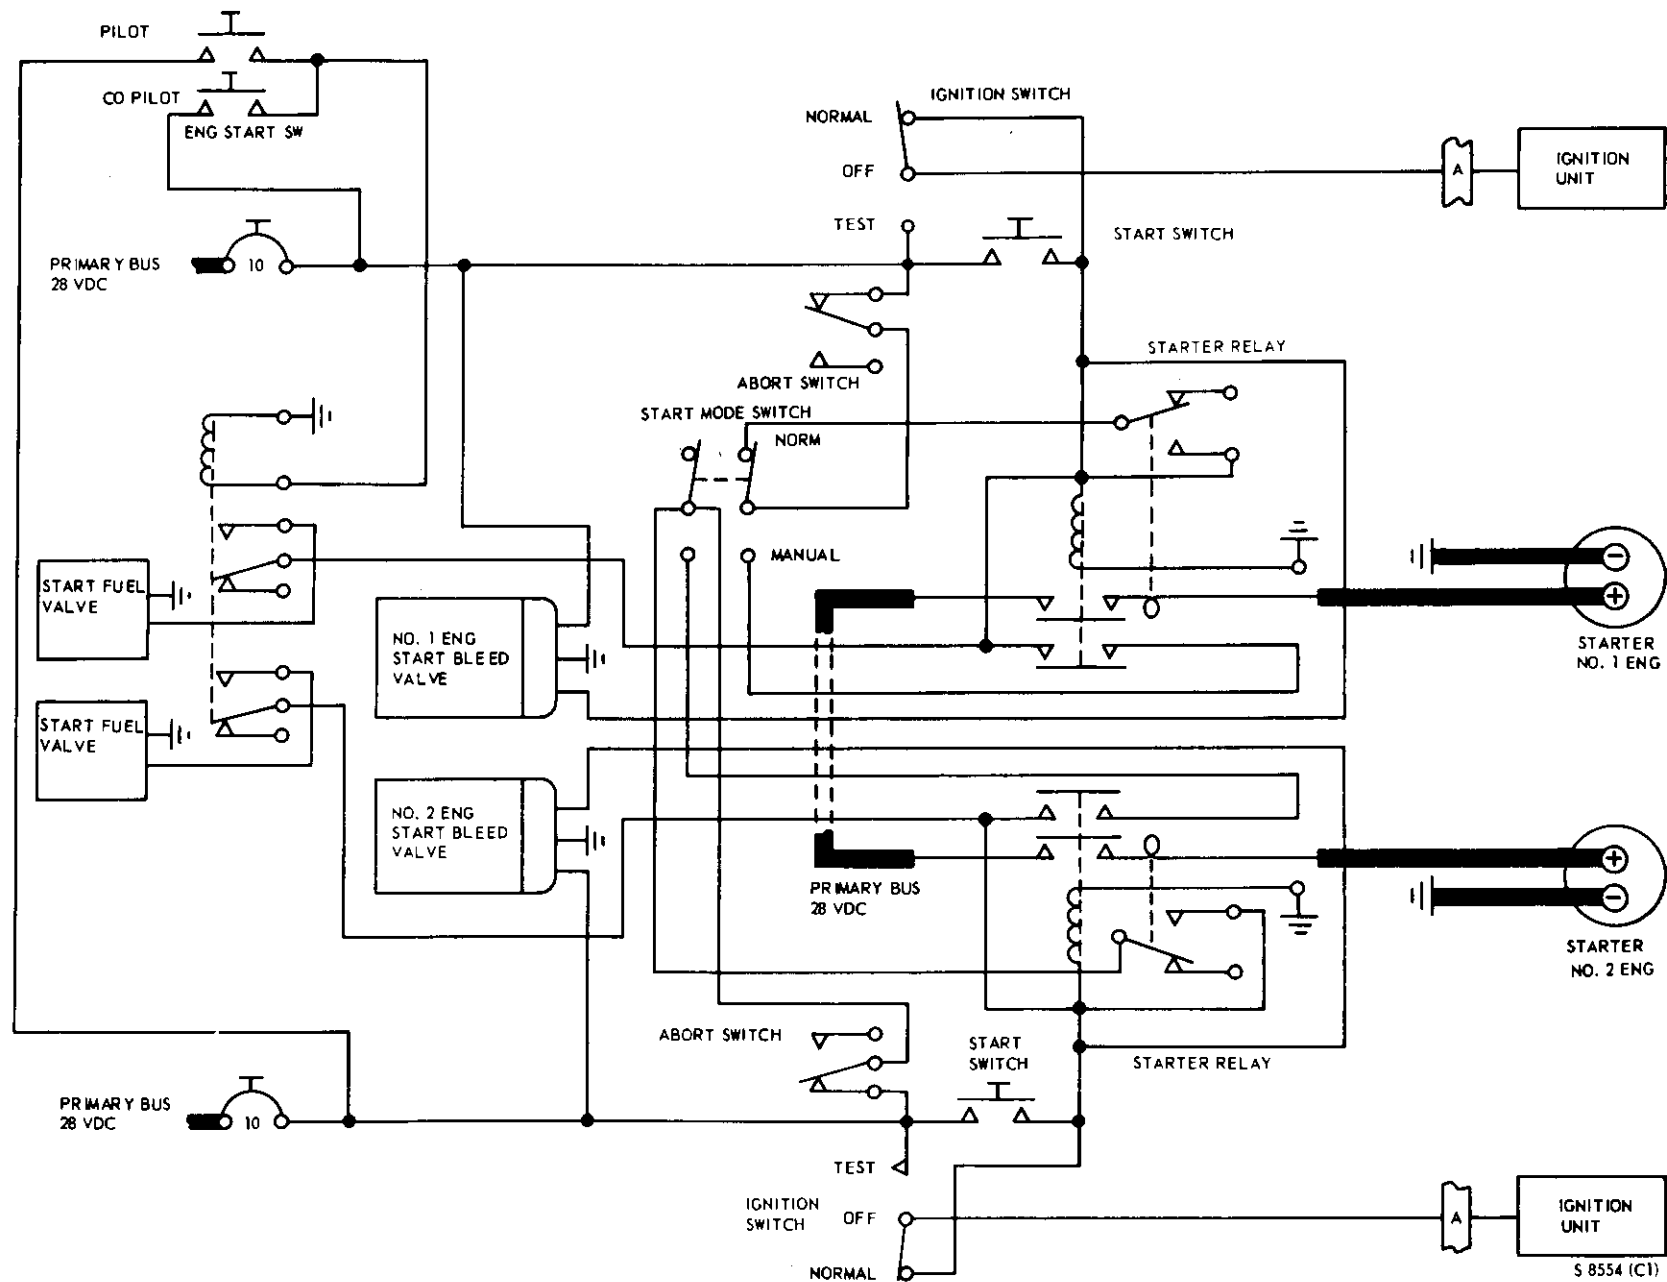 PILOT
CO PILOT
ENG START SW
IGNITION SWITCH
NORMAL
OFF
TEST
A
IGNITION
UNIT
START SWITCH
PRIMARY BUS
28 VDC
10
ABORT SWITCH
STARTER RELAY
START MODE SWITCH
NORM
MANUAL
START FUEL
VALVE
NO. 1 ENG
START BLEED
VALVE
STARTER
NO. 1 ENG
START FUEL
VALVE
NO. 2 ENG
START BLEED
VALVE
PRIMARY BUS
28 VDC
STARTER
NO. 2 ENG
ABORT SWITCH
START
SWITCH
STARTER RELAY
PRIMARY BUS
28 VDC
10
TEST
IGNITION
SWITCH
OFF
NORMAL
A
IGNITION
UNIT
S 8554 (C1)